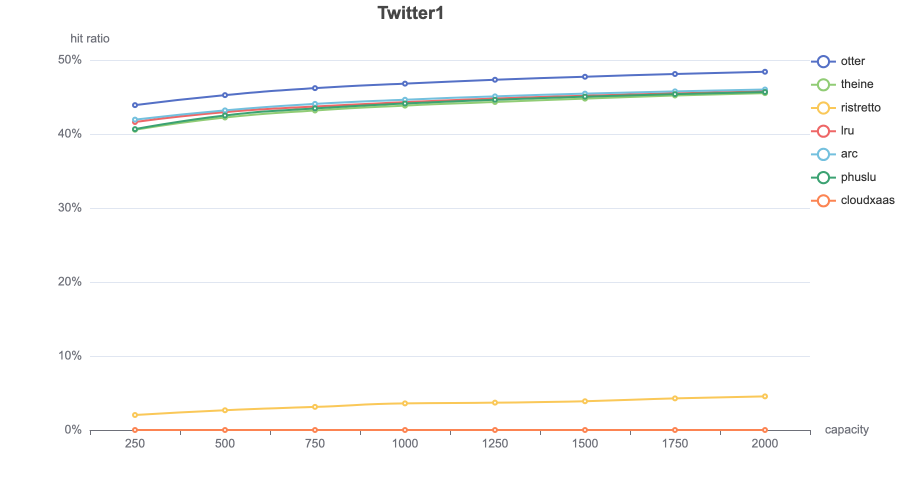 Twitter1
hit ratio
50%
40%
30%
20%
10%
0%
250 500 750 1000 1250 1500 1750 2000
capacity
otter
theine
ristretto
lru
arc
phuslu
cloudxaas